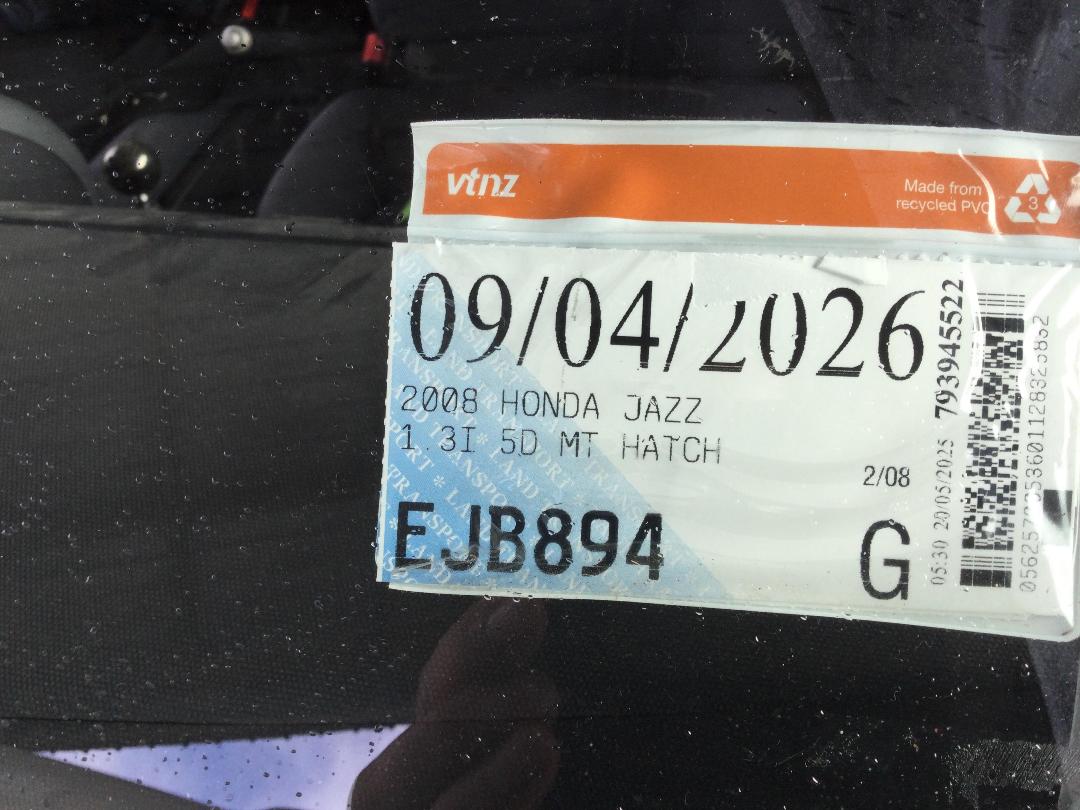 vtnz
Made from
recycled PVC
3
09/04/2026
2008 HONDA JAZZ
1.3I 5D MT HATCH
2/08
EJB894
G
05:30 20/05/2025 793945522